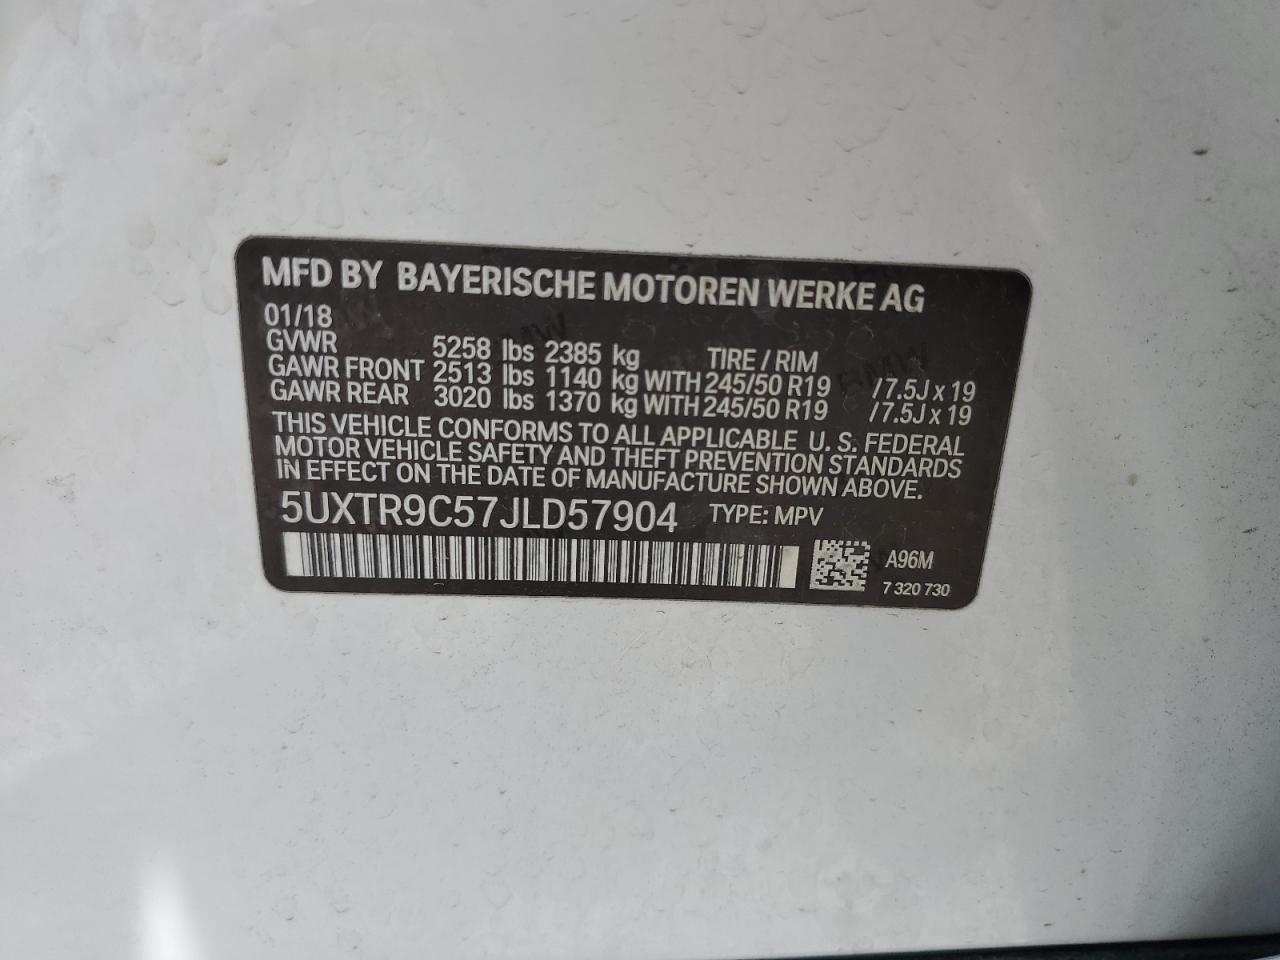 MFD BY BAYERISCHE MOTOREN WERKE AG
01/18
GVWR 5258 lbs 2385 kg TIRE / RIM
GAWR FRONT 2513 lbs 1140 kg WITH 245/50 R19 /7.5J x 19
GAWR REAR 3020 lbs 1370 kg WITH 245/50 R19 /7.5J x 19
THIS VEHICLE CONFORMS TO ALL APPLICABLE U. S. FEDERAL
MOTOR VEHICLE SAFETY AND THEFT PREVENTION STANDARDS
IN EFFECT ON THE DATE OF MANUFACTURE SHOWN ABOVE.
5UXTR9C57JLD57904 TYPE: MPV
A96M
7 320 730